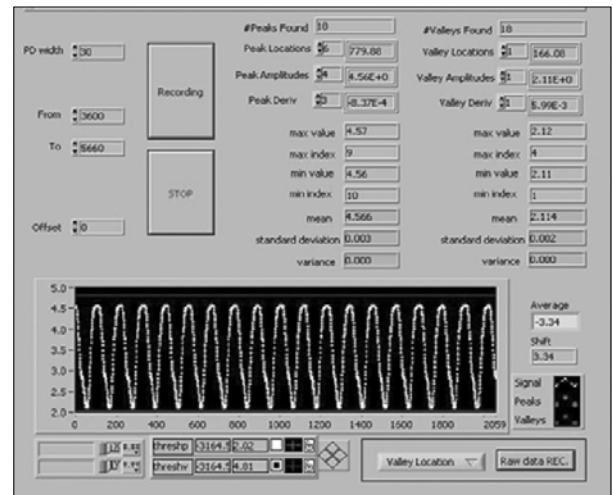 #Peaks Found 18
#Valleys Found 18
PD width 30
Peak Locations 6 779.88
Valley Locations 1 166.08
Recording
Peak Amplitudes 4 4.56E+0
Valley Amplitudes 1 2.11E+0
Peak Deriv 3 -8.37E-4
Valley Deriv 1 5.99E-3
From 3600
To 5660
max value 4.57
max value 2.12
max index 9
max index 4
min value 4.56
min value 2.11
STOP
min index 10
min index 1
mean 4.566
mean 2.114
Offset 0
standard deviation 0.003
standard deviation 0.002
variance 0.000
variance 0.000
5.0
4.5
4.0
3.5
3.0
2.5
2.0
0 200 400 600 800 1000 1200 1400 1600 1800 2059
Average
-3.34
Shift
3.34
Signal
Peaks
Valleys
threshp -3164.5 2.02
threshv -3164.5 4.01
Valley Location
Raw data REC.